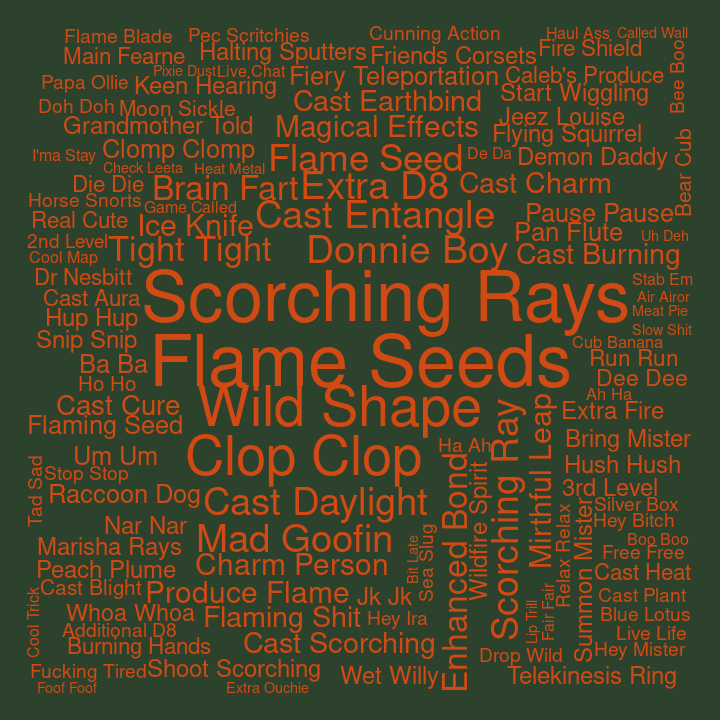 Flame Blade
Pec Scritchies
Cunning Action
Haul Ass
Called Wall
Main Fearne
Halting Sputters
Friends Corsets
Fire Shield
Bee Boo
Pixie Dust
Live Chat
Papa Ollie
Keen Hearing
Fiery Teleportation
Caleb's Produce
Doh Doh
Moon Sickle
Cast Earthbind
Start Wiggling
Grandmother Told
Magical Effects
Jeez Louise
Flying Squirrel
I'ma Stay
Clomp Clomp
Flame Seed
De Da
Demon Daddy
Bear Cub
Check Leeta
Heat Metal
Die Die
Brain Fart
Extra D8
Cast Charm
Horse Snorts
Game Called
Real Cute
Ice Knife
Cast Entangle
Pause Pause
2nd Level
Tight Tight
Donnie Boy
Pan Flute
Uh Deh
Cool Map
Cast Burning
Dr Nesbitt
Scorching Rays
Stab Em
Cast Aura
Air Airor
Hup Hup
Meat Pie
Snip Snip
Slow Shit
Flame Seeds
Cub Banana
Ba Ba
Run Run
Ho Ho
Dee Dee
Cast Cure
Wild Shape
Ah Ha
Flaming Seed
Extra Fire
Scorching Ray
Mirthful Leap
Um Um
Clop Clop
Ha Ah
Bring Mister
Tad Sad
Stop Stop
Hush Hush
Raccoon Dog
Cast Daylight
Enhanced Bond
Wildfire Spirit
3rd Level
Silver Box
Nar Nar
Mad Goofin
Relax Relax
Summon Mister
Hey Bitch
Marisha Rays
Bit Late
Sea Slug
Boo Boo
Free Free
Peach Plume
Charm Person
Cast Heat
Cool Trick
Cast Blight
Produce Flame
Jk Jk
Lip Trill
Fair Fair
Cast Plant
Whoa Whoa
Flaming Shit
Hey Ira
Blue Lotus
Additional D8
Live Life
Burning Hands
Cast Scorching
Drop Wild
Hey Mister
Fucking Tired
Shoot Scorching
Wet Willy
Telekinesis Ring
Foof Foof
Extra Ouchie